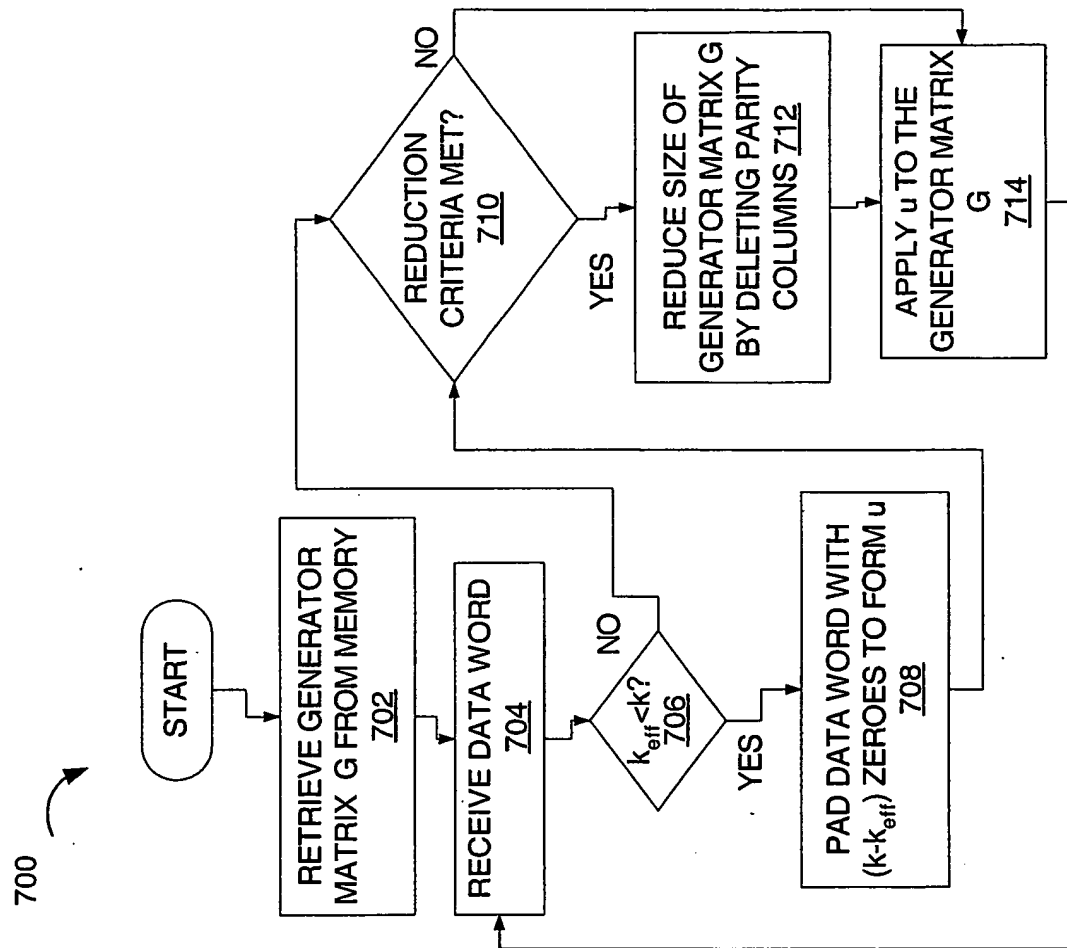 700
START
RETRIEVE GENERATOR
MATRIX G FROM MEMORY
702
RECEIVE DATA WORD
704
k_eff<k?
706
NO
YES
PAD DATA WORD WITH
(k-k_eff) ZEROES TO FORM u
708
REDUCTION
CRITERIA MET?
710
NO
YES
REDUCE SIZE OF
GENERATOR MATRIX G
BY DELETING PARITY
COLUMNS 712
APPLY u TO THE
GENERATOR MATRIX
G
714